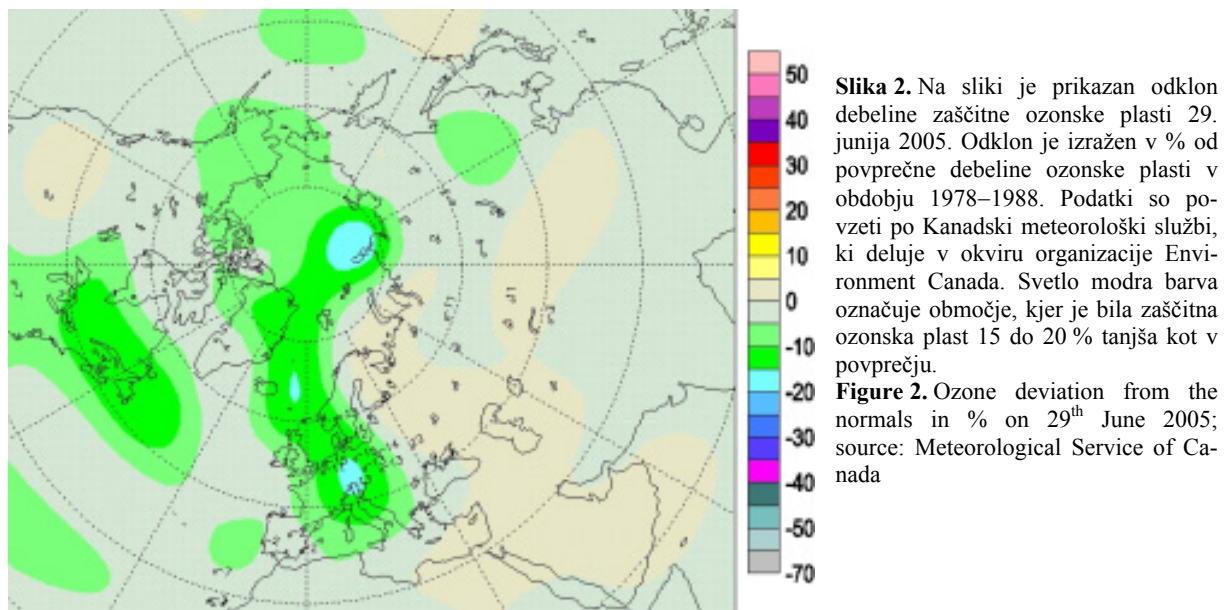 50
40
30
20
10
0
-10
-20
-30
-40
-50
-70
Slika 2. Na sliki je prikazan odklon
debeline zaščitne ozonske plasti 29.
junija 2005. Odklon je izražen v % od
povprečne debeline ozonske plasti v
obdobju 1978–1988. Podatki so po-
vzeti po Kanadski meteorološki službi,
ki deluje v okviru organizacije Envi-
ronment Canada. Svetlo modra barva
označuje območje, kjer je bila zaščitna
ozonska plast 15 do 20 % tanjša kot v
povprečju.
Figure 2. Ozone deviation from the
normals in % on 29th June 2005;
source: Meteorological Service of Ca-
nada